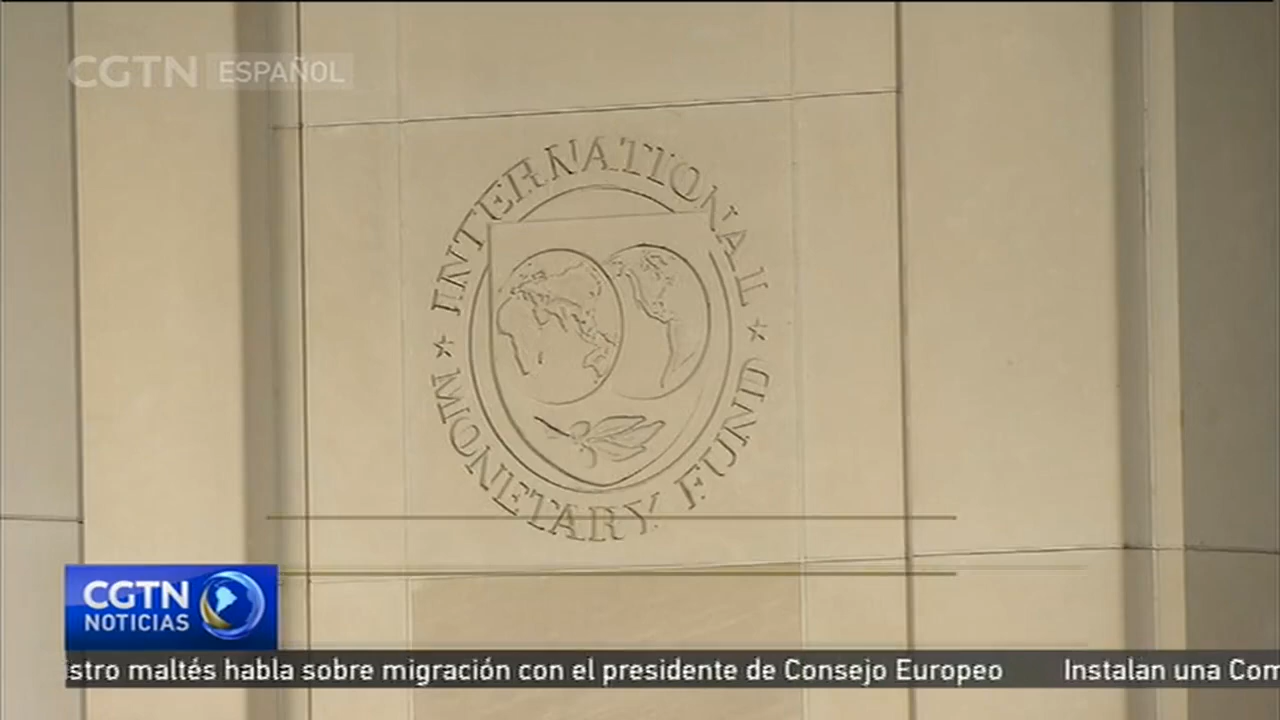 CGTN ESPAÑOL
INTERNATIONAL
MONETARY FUND
CGTN
NOTICIAS
istro maltés habla sobre migración con el presidente de Consejo Europeo Instalan una Com